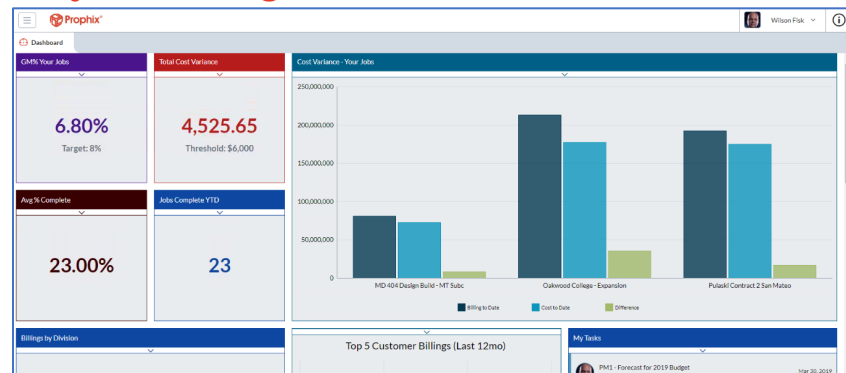 Prophix®
Wilson Fisk
Dashboard
GM% Your Jobs
6.80%
Target: 8%
Total Cost Variance
4,525.65
Threshold: $6,000
Cost Variance - Your Jobs
250,000,000
200,000,000
150,000,000
100,000,000
50,000,000
0
MD 404 Design Build - MT Subc
Oakwood College - Expansion
Pulaski Contract 2 San Mateo
Billing to Date
Cost to Date
Difference
Avg % Complete
23.00%
Jobs Complete YTD
23
Billings by Division
Top 5 Customer Billings (Last 12mo)
My Tasks
PM1 - Forecast for 2019 Budget
Mar 30, 2019